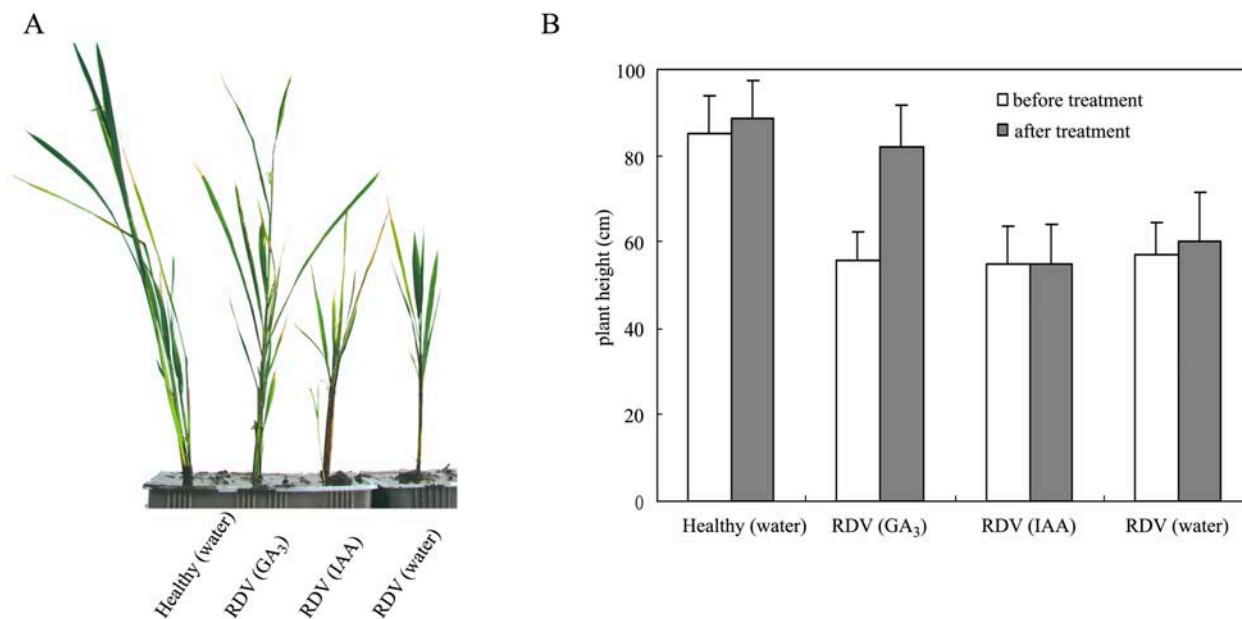 A
Healthy (water)
RDV (GA₃)
RDV (IAA)
RDV (water)
B
100
80
60
40
20
0
plant height (cm)
before treatment
after treatment
Healthy (water)
RDV (GA₃)
RDV (IAA)
RDV (water)